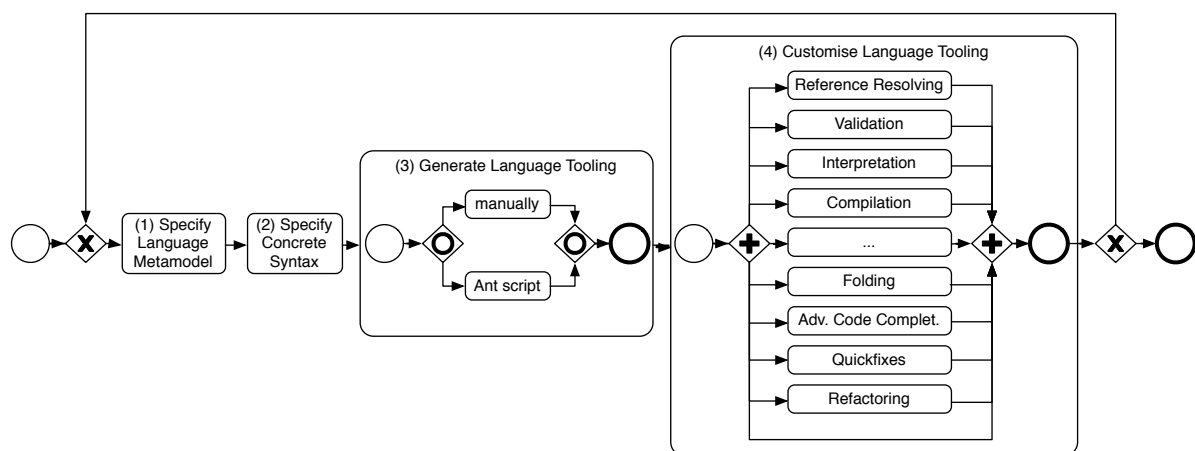 (4) Customise Language Tooling
Reference Resolving
Validation
(3) Generate Language Tooling
Interpretation
manually
Compilation
(1) Specify
Language
Metamodel
(2) Specify
Concrete
Syntax
...
Ant script
Folding
Adv. Code Complet.
Quickfixes
Refactoring